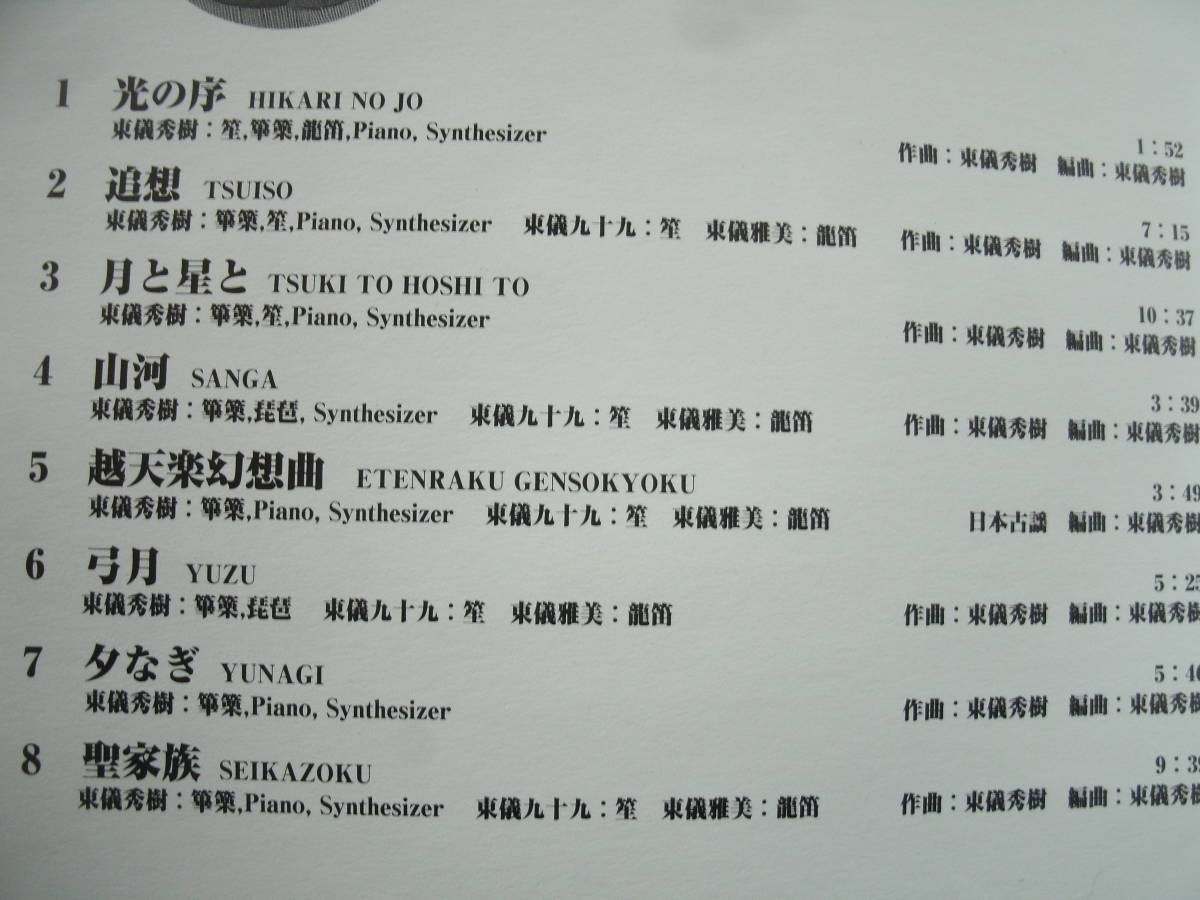 1 光の序 HIKARI NO JO
東儀秀樹：笙,篳篥,龍笛,Piano, Synthesizer
1：52
作曲：東儀秀樹 編曲：東儀秀樹
2 追想 TSUISO
東儀秀樹：篳篥,笙,Piano, Synthesizer 東儀九十九：笙 東儀雅美：龍笛
7：15
作曲：東儀秀樹 編曲：東儀秀樹
3 月と星と TSUKI TO HOSHI TO
東儀秀樹：篳篥,笙,Piano, Synthesizer
10：37
作曲：東儀秀樹 編曲：東儀秀樹
4 山河 SANGA
東儀秀樹：篳篥,琵琶, Synthesizer 東儀九十九：笙 東儀雅美：龍笛
3：39
作曲：東儀秀樹 編曲：東儀秀樹
5 越天楽幻想曲 ETENRAKU GENSOKYOKU
東儀秀樹：篳篥,Piano, Synthesizer 東儀九十九：笙 東儀雅美：龍笛
3：49
日本古謡 編曲：東儀秀樹
6 弓月 YUZU
東儀秀樹：篳篥,琵琶 東儀九十九：笙 東儀雅美：龍笛
5：25
作曲：東儀秀樹 編曲：東儀秀樹
7 夕なぎ YUNAGI
東儀秀樹：篳篥,Piano, Synthesizer
5：46
作曲：東儀秀樹 編曲：東儀秀樹
8 聖家族 SEIKAZOKU
東儀秀樹：篳篥,Piano, Synthesizer 東儀九十九：笙 東儀雅美：龍笛
9：39
作曲：東儀秀樹 編曲：東儀秀樹